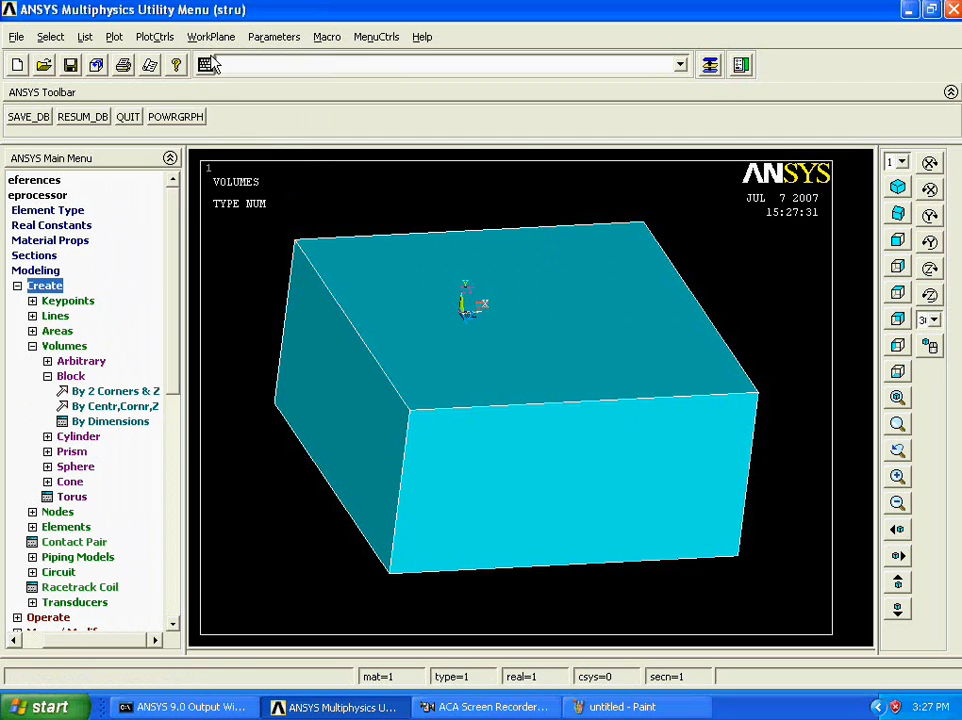 ANSYS Multiphysics Utility Menu (stru)
File Select List Plot PlotCtrls WorkPlane Parameters Macro MenuCtrls Help
ANSYS Toolbar
SAVE_DB RESUM_DB QUIT POWRGRPH
ANSYS Main Menu
eferences
eprocessor
Element Type
Real Constants
Material Props
Sections
Modeling
Create
Keypoints
Lines
Areas
Volumes
Arbitrary
Block
By 2 Corners & Z
By Centr,Cornr,Z
By Dimensions
Cylinder
Prism
Sphere
Cone
Torus
Nodes
Elements
Contact Pair
Piping Models
Circuit
Racetrack Coil
Transducers
Operate
1
VOLUMES
TYPE NUM
ANSYS
JUL 7 2007
15:27:31
Y
X
1
mat=1 type=1 real=1 csys=0 secn=1
start ANSYS 9.0 Output Wi... ANSYS Multiphysics U... ACA Screen Recorder... untitled - Paint 3:27 PM